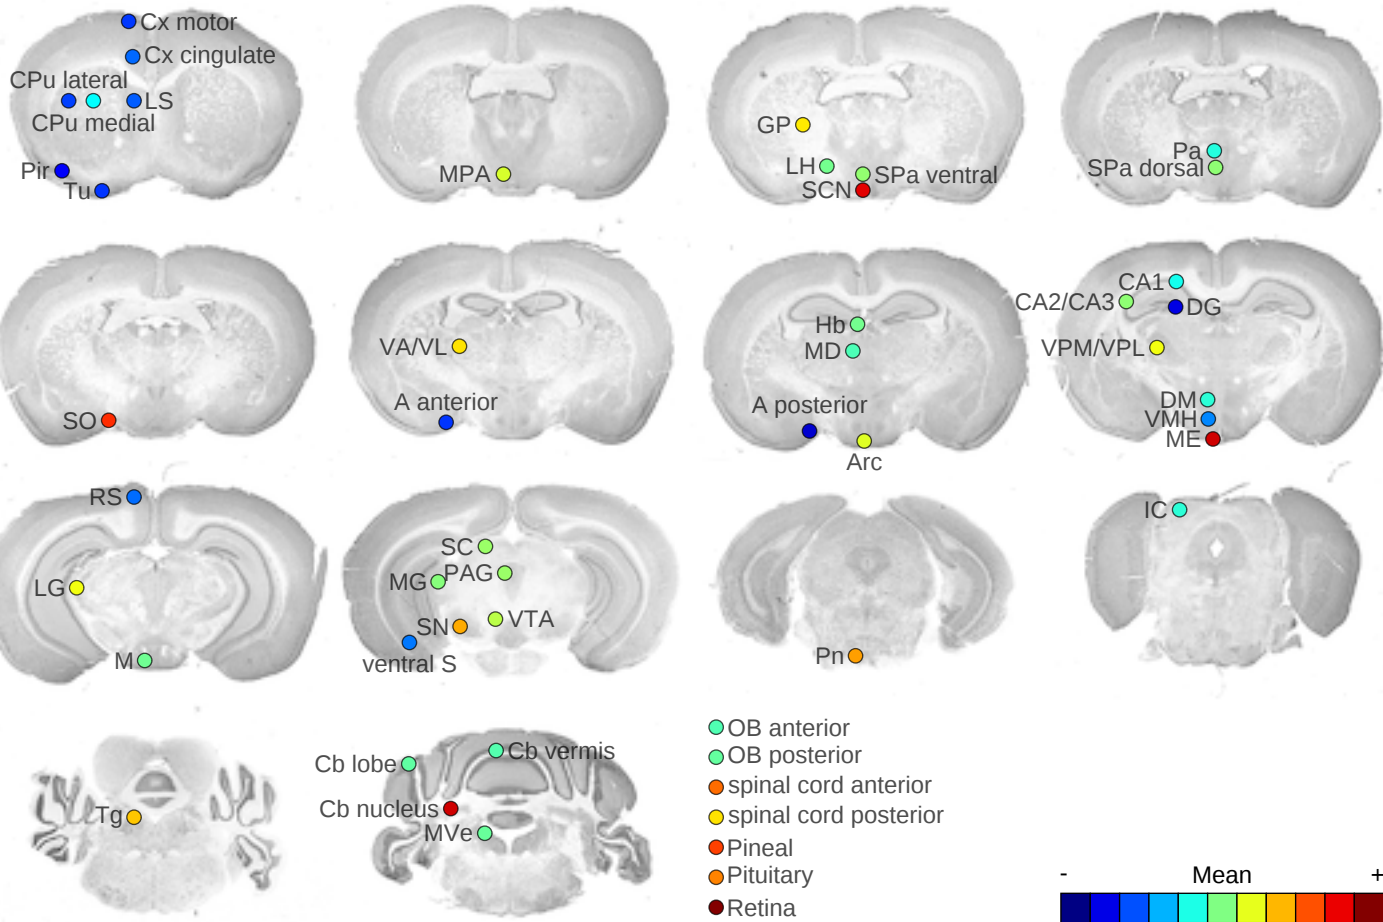 Cx motor
Cx cingulate
CPu lateral
LS
CPu medial
Pir
Tu
MPA
GP
LH
SPa ventral
SCN
Pa
SPa dorsal
SO
VA/VL
A anterior
Hb
MD
A posterior
Arc
CA1
CA2/CA3
DG
VPM/VPL
DM
VMH
ME
RS
LG
M
SC
PAG
MG
SN
VTA
ventral S
Pn
IC
Tg
Cb lobe
Cb vermis
Cb nucleus
MVe
OB anterior
OB posterior
spinal cord anterior
spinal cord posterior
Pineal
Pituitary
Retina
- Mean +